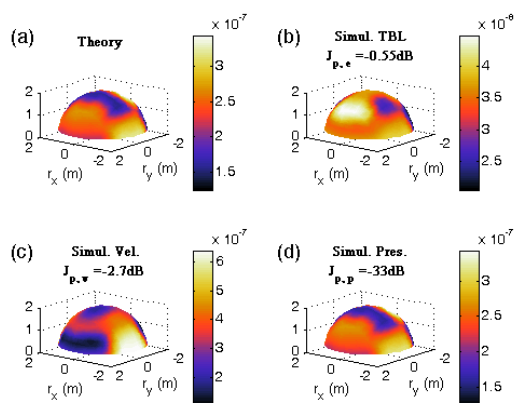 (a)
Theory
x 10^-7
3
2.5
2
1.5
2
1
0
2
0
-2
2
0
-2
r_x (m)
r_y (m)
(b)
Simul. TBL
J_p,e=-0.55dB
4
3.5
3
2.5
2
1
0
2
0
-2
2
0
-2
r_x (m)
r_y (m)
(c)
Simul. Vel.
J_p,v=-2.7dB
x 10^-7
6
5
4
3
2
2
1
0
2
0
-2
2
0
-2
r_x (m)
r_y (m)
(d)
Simul. Pres.
J_p,p=-33dB
x 10^-7
3
2.5
2
1.5
2
1
0
2
0
-2
2
0
-2
r_x (m)
r_y (m)